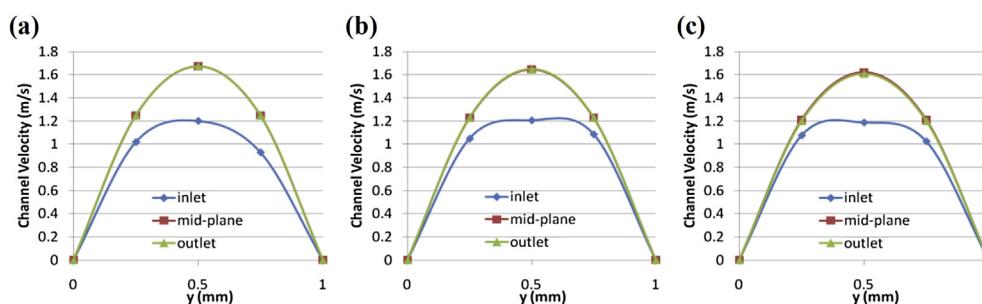 (a)
Channel Velocity (m/s)
1.8
1.6
1.4
1.2
1
0.8
0.6
0.4
0.2
0
inlet
mid-plane
outlet
0 0.5 1
y (mm)
(b)
Channel Velocity (m/s)
1.8
1.6
1.4
1.2
1
0.8
0.6
0.4
0.2
0
inlet
mid-plane
outlet
0 0.5 1
y (mm)
(c)
Channel Velocity (m/s)
1.8
1.6
1.4
1.2
1
0.8
0.6
0.4
0.2
0
inlet
mid-plane
outlet
0 0.5
y (mm)